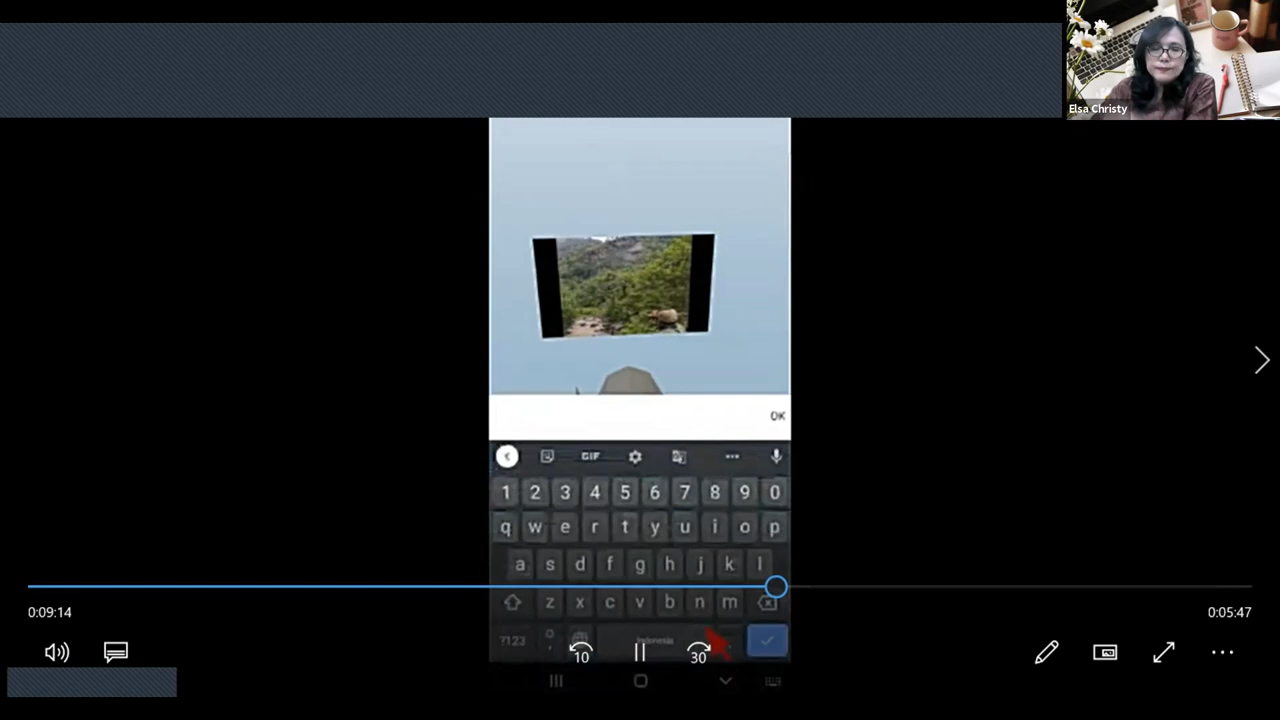 Elsa Christy
OK
GIF
1 2 3 4 5 6 7 8 9 0
q w e r t y u i o p
a s d f g h j k l
0:09:14
0:05:47
z x c v b n m
?123
Indonesia
10
30